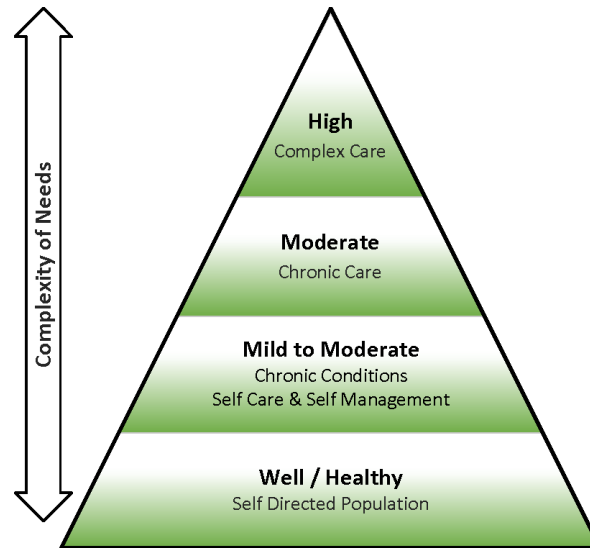 Complexity of Needs
High
Complex Care
Moderate
Chronic Care
Mild to Moderate
Chronic Conditions
Self Care & Self Management
Well / Healthy
Self Directed Population